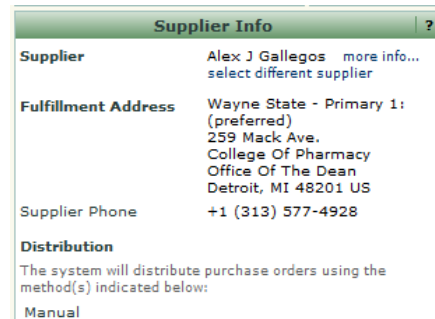 Supplier Info ?
Supplier Alex J Gallegos more info...
select different supplier
Fulfillment Address Wayne State - Primary 1:
(preferred)
259 Mack Ave.
College Of Pharmacy
Office Of The Dean
Detroit, MI 48201 US
Supplier Phone +1 (313) 577-4928
Distribution
The system will distribute purchase orders using the
method(s) indicated below:
Manual